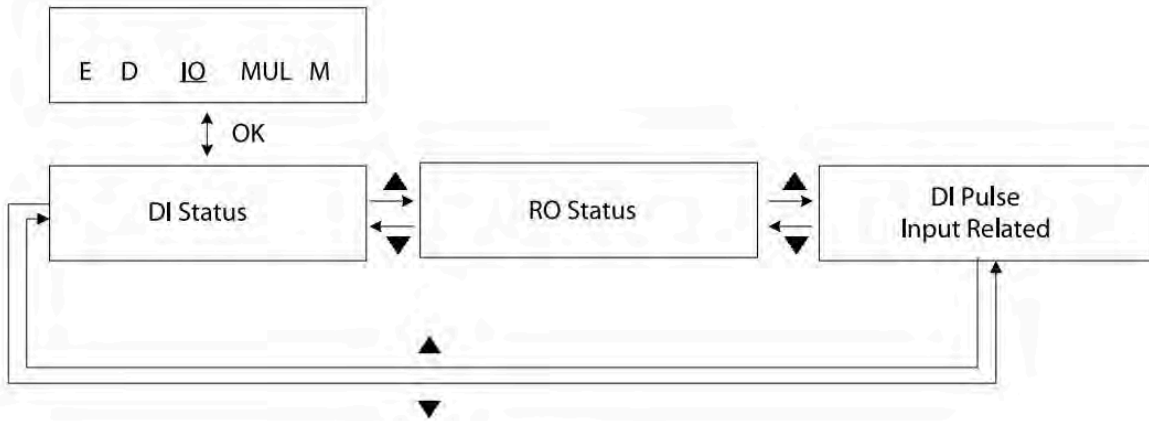 E D IO MUL M
OK
DI Status
RO Status
DI Pulse
Input Related